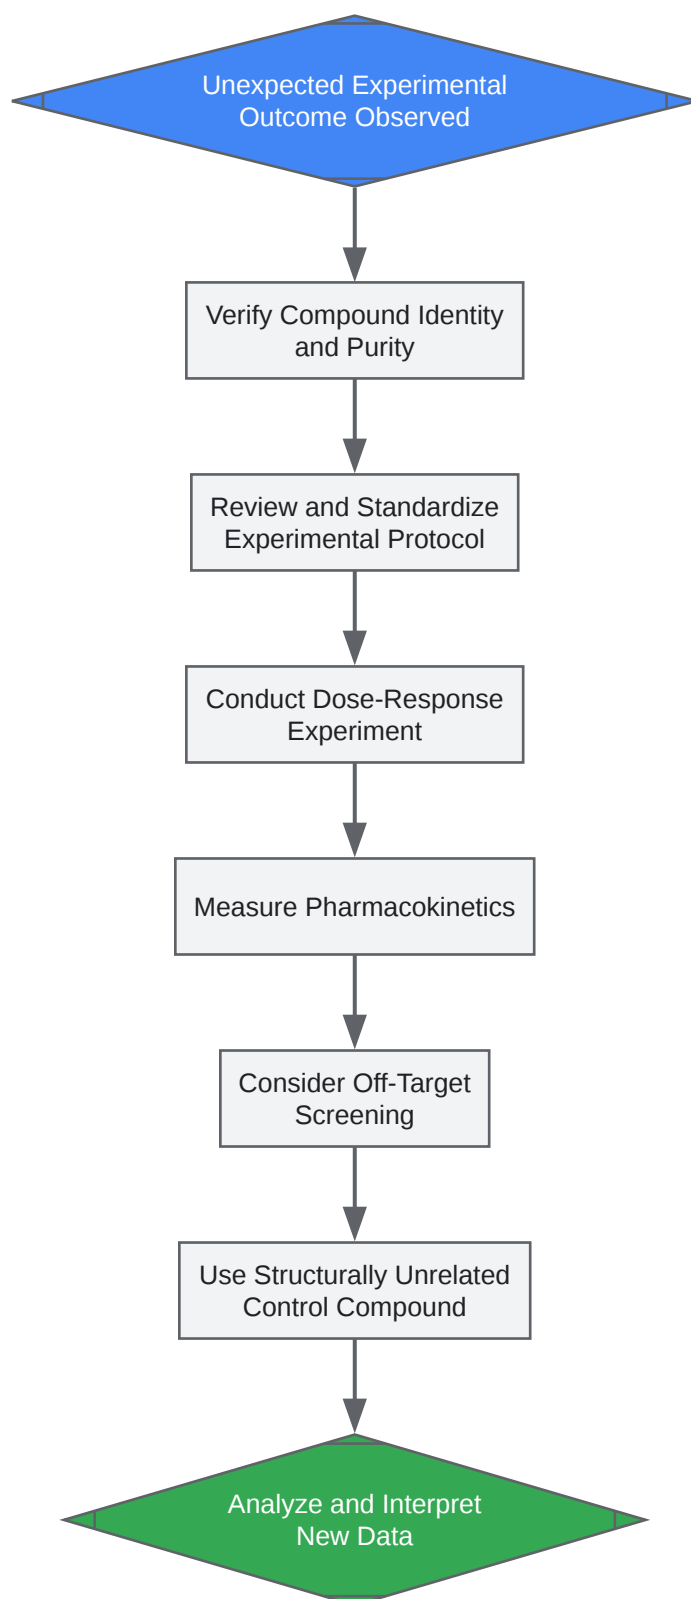 Unexpected Experimental
Outcome Observed
Verify Compound Identity
and Purity
Review and Standardize
Experimental Protocol
Conduct Dose-Response
Experiment
Measure Pharmacokinetics
Consider Off-Target
Screening
Use Structurally Unrelated
Control Compound
Analyze and Interpret
New Data